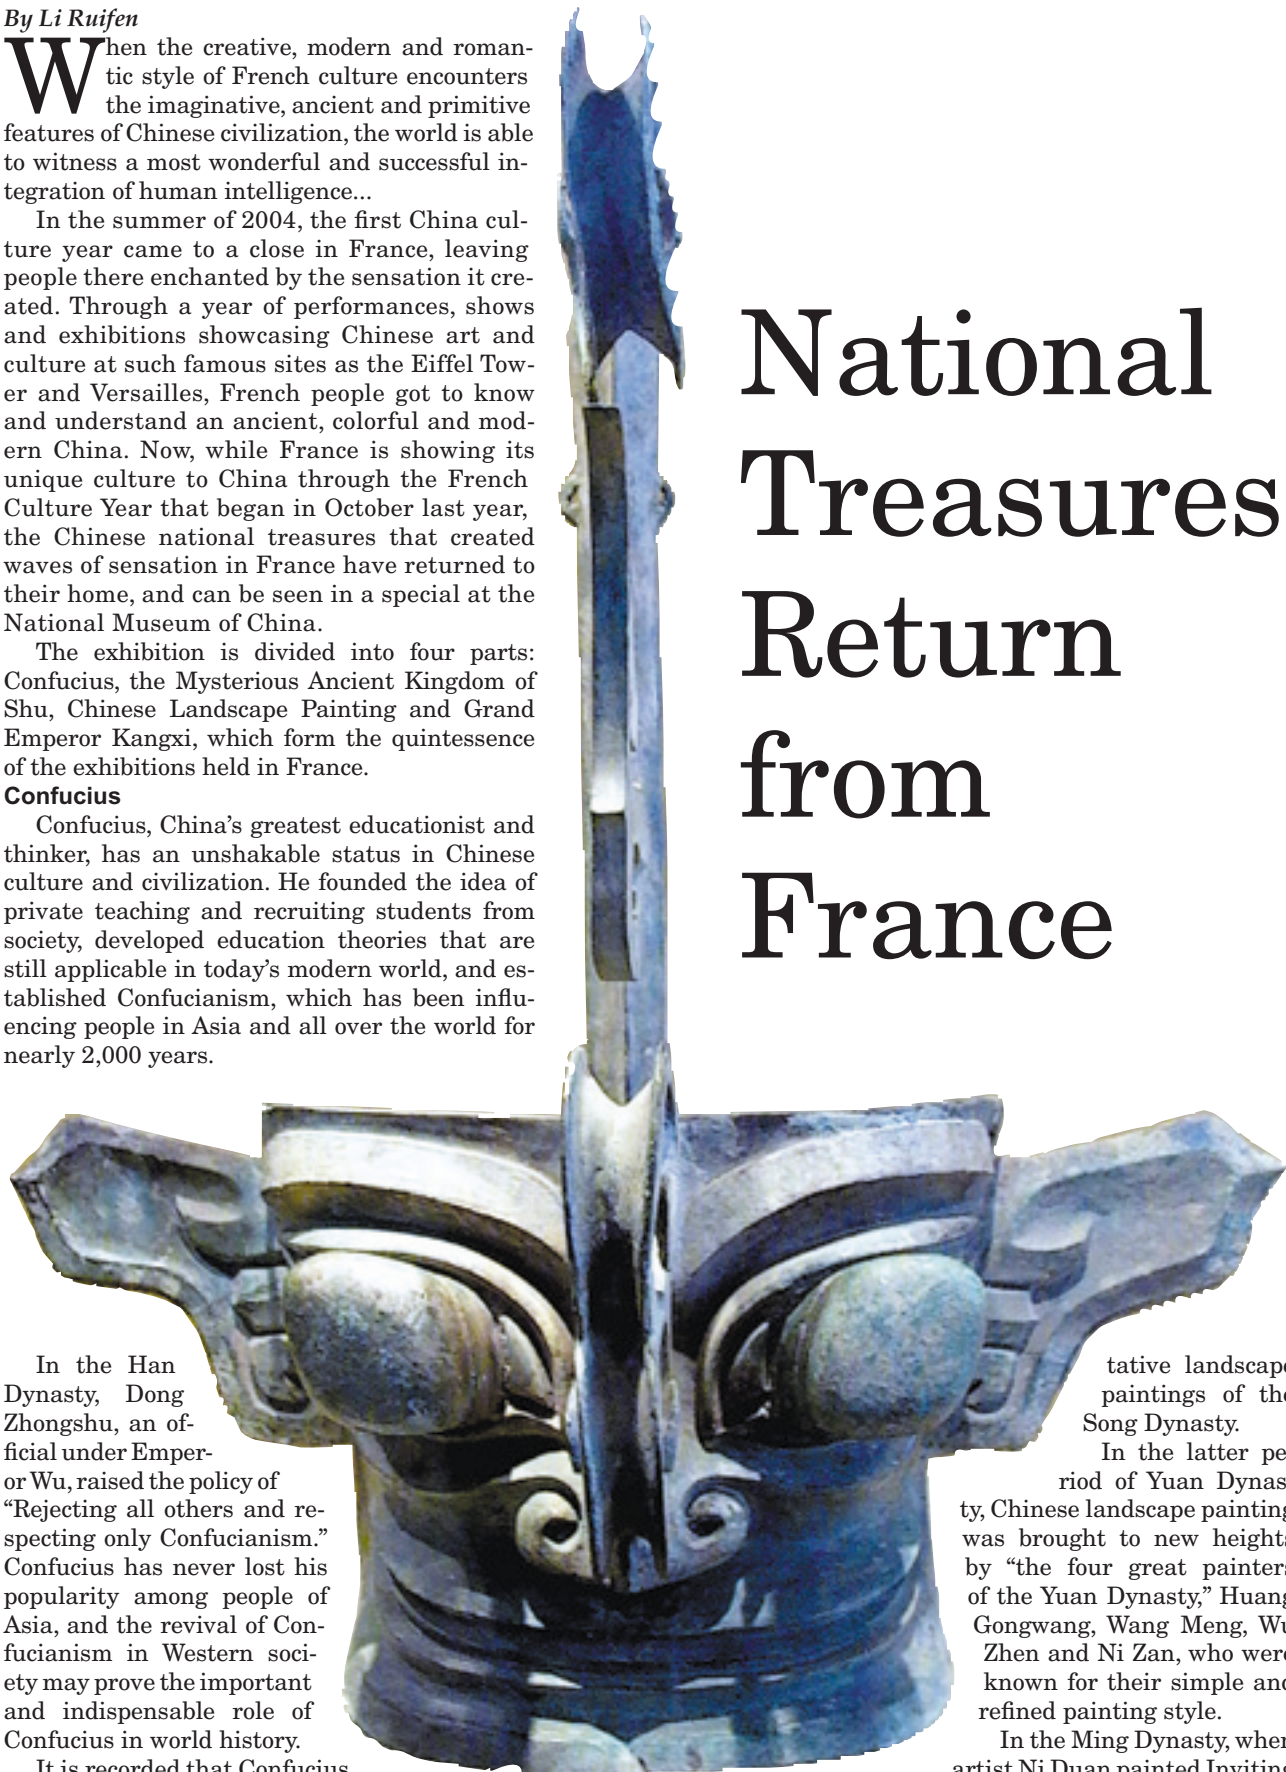 By Li Ruifen
When the creative, modern and roman-
tic style of French culture encounters
the imaginative, ancient and primitive
features of Chinese civilization, the world is able
to witness a most wonderful and successful in-
tegration of human intelligence...
In the summer of 2004, the first China cul-
ture year came to a close in France, leaving
people there enchanted by the sensation it cre-
ated. Through a year of performances, shows
and exhibitions showcasing Chinese art and
culture at such famous sites as the Eiffel Tow-
er and Versailles, French people got to know
and understand an ancient, colorful and mod-
ern China. Now, while France is showing its
unique culture to China through the French
Culture Year that began in October last year,
the Chinese national treasures that created
waves of sensation in France have returned to
their home, and can be seen in a special at the
National Museum of China.
The exhibition is divided into four parts:
Confucius, the Mysterious Ancient Kingdom of
Shu, Chinese Landscape Painting and Grand
Emperor Kangxi, which form the quintessence
of the exhibitions held in France.
Confucius
Confucius, China's greatest educationist and
thinker, has an unshakable status in Chinese
culture and civilization. He founded the idea of
private teaching and recruiting students from
society, developed education theories that are
still applicable in today's modern world, and es-
tablished Confucianism, which has been influ-
encing people in Asia and all over the world for
nearly 2,000 years.
In the Han
Dynasty, Dong
Zhongshu, an of-
ficial under Emper-
or Wu, raised the policy of
“Rejecting all others and re-
specting only Confucianism.”
Confucius has never lost his
popularity among people of
Asia, and the revival of Con-
fucianism in Western soci-
ety may prove the important
and indispensable role of
Confucius in world history.
It is recorded that Confucius
National
Treasures
Return
from
France
tative landscape
paintings of the
Song Dynasty.
In the latter pe
riod of Yuan Dynas
ty, Chinese landscape painting
was brought to new heights
by “the four great painters
of the Yuan Dynasty,” Huang
Gongwang, Wang Meng, Wu
Zhen and Ni Zan, who were
known for their simple and
refined painting style.
In the Ming Dynasty, when
artist Ni Duan painted Inviting